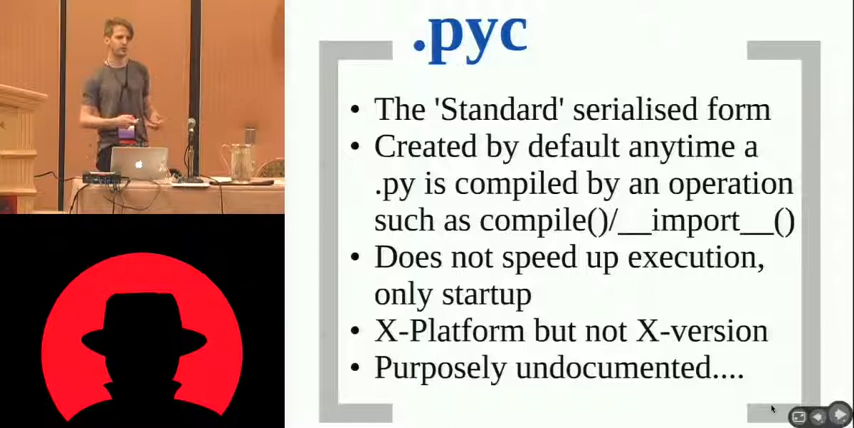 .pyc
• The 'Standard' serialised form
• Created by default anytime a
.py is compiled by an operation
such as compile()/__import__()
• Does not speed up execution,
only startup
• X-Platform but not X-version
• Purposely undocumented....